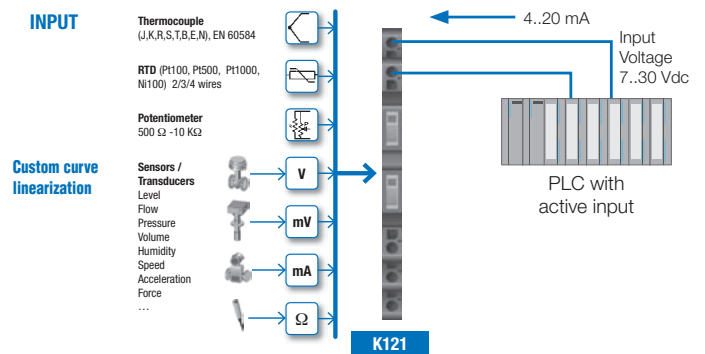 INPUT
Thermocouple
(J,K,R,S,T,B,E,N), EN 60584
RTD (Pt100, Pt500, Pt1000,
Ni100) 2/3/4 wires
Potentiometer
500 Ω -10 KΩ
Custom curve
linearization
Sensors /
Transducers
Level
Flow
Pressure
Volume
Humidity
Speed
Acceleration
Force
...
V
mV
mA
Ω
K121
4..20 mA
Input
Voltage
7..30 Vdc
PLC with
active input